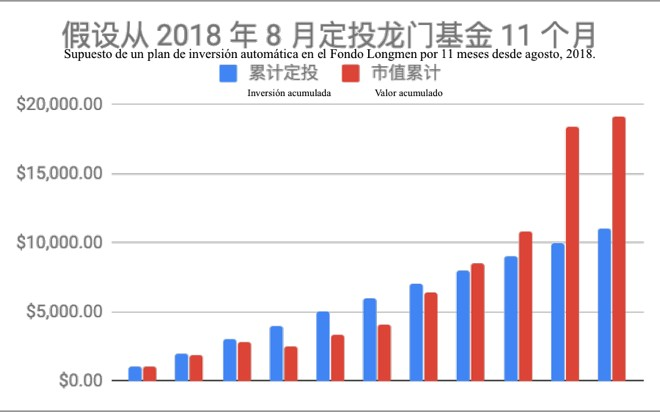 假设从 2018 年 8 月定投龙门基金 11 个月
Supuesto de un plan de inversión automática en el Fondo Longmen por 11 meses desde agosto, 2018.
累计定投 市值累计
Inversión acumulada Valor acumulado
$20,000.00
$15,000.00
$10,000.00
$5,000.00
$0.00